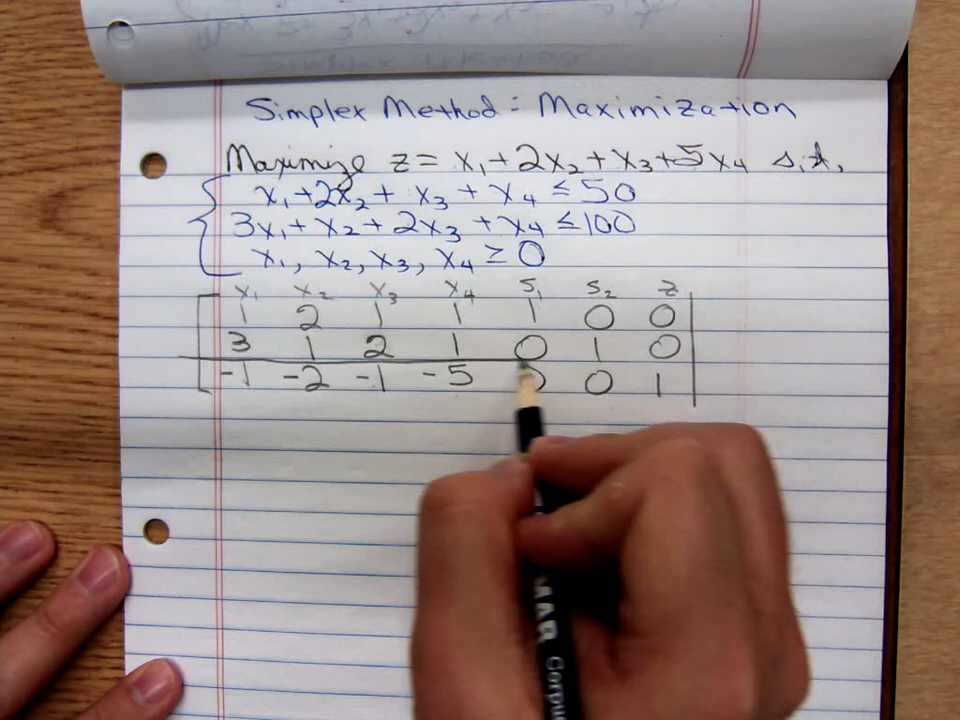 Simplex Method: Maximization
Maximize z = x₁ + 2x₂ + x₃ + 5x₄ s.t.
x₁ + 2x₂ + x₃ + x₄ ≤ 50
3x₁ + x₂ + 2x₃ + x₄ ≤ 100
x₁, x₂, x₃, x₄ ≥ 0
x₁ x₂ x₃ x₄ s₁ s₂ z
1 2 1 1 1 0 0
3 1 2 1 0 1 0
-1 -2 -1 -5 0 0 1
MAR